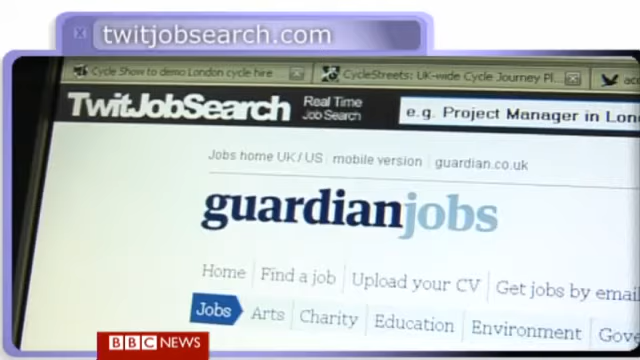 twitjobsearch.com
Cycle Show to demo London cycle hire
CycleStreets: UK-wide Cycle Journey Pl...
TwitJobSearch
Real Time
Job Search
e.g. Project Manager in Lon
Jobs home UK / US mobile version guardian.co.uk
guardianjobs
Home Find a job Upload your CV Get jobs by email
Jobs Arts Charity Education Environment Gove
BBC NEWS